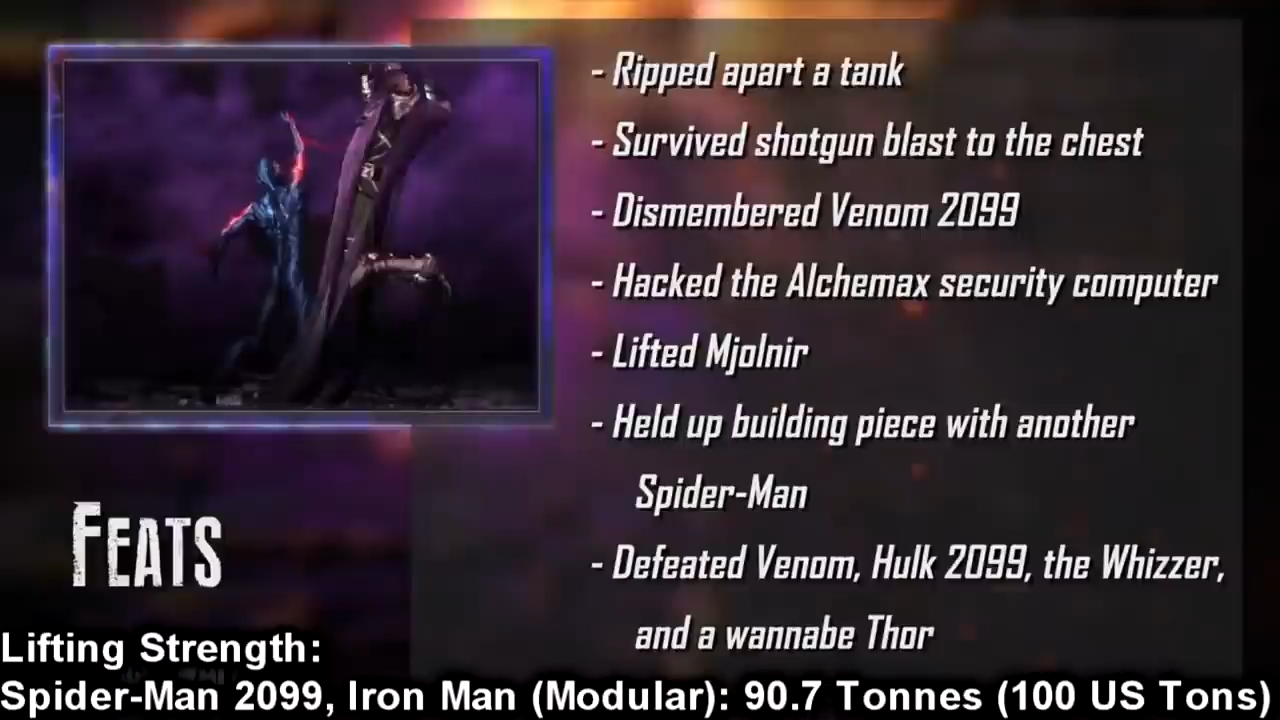 - Ripped apart a tank
- Survived shotgun blast to the chest
- Dismembered Venom 2099
- Hacked the Alchemax security computer
- Lifted Mjolnir
- Held up building piece with another
Spider-Man
- Defeated Venom, Hulk 2099, the Whizzer,
and a wannabe Thor
FEATS
Lifting Strength:
Spider-Man 2099, Iron Man (Modular): 90.7 Tonnes (100 US Tons)